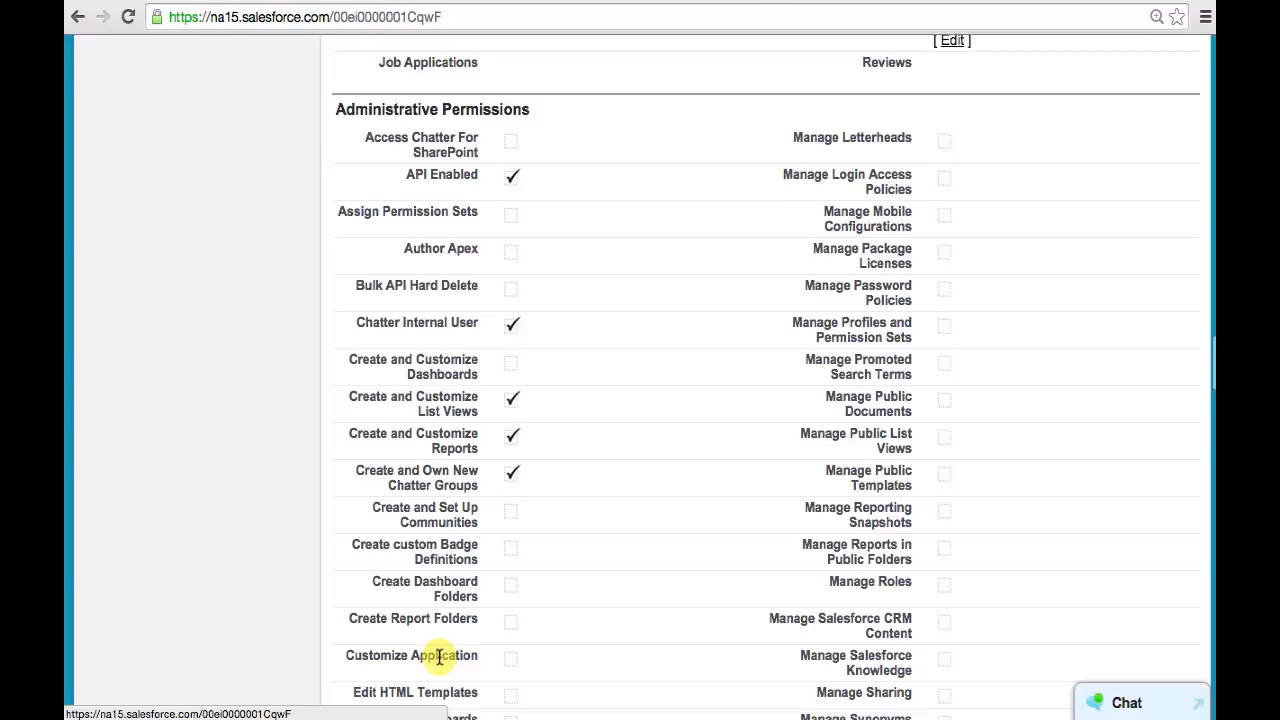 https://na15.salesforce.com/00ei0000001CqwF
[ Edit ]
Job Applications
Reviews
Administrative Permissions
Access Chatter For
SharePoint
Manage Letterheads
API Enabled
Manage Login Access
Policies
Assign Permission Sets
Manage Mobile
Configurations
Author Apex
Manage Package
Licenses
Bulk API Hard Delete
Manage Password
Policies
Chatter Internal User
Manage Profiles and
Permission Sets
Create and Customize
Dashboards
Manage Promoted
Search Terms
Create and Customize
List Views
Manage Public
Documents
Create and Customize
Reports
Manage Public List
Views
Create and Own New
Chatter Groups
Manage Public
Templates
Create and Set Up
Communities
Manage Reporting
Snapshots
Create custom Badge
Definitions
Manage Reports in
Public Folders
Create Dashboard
Folders
Manage Roles
Create Report Folders
Manage Salesforce CRM
Content
Customize Application
Manage Salesforce
Knowledge
Edit HTML Templates
Manage Sharing
Manage Synonyms
Chat
https://na15.salesforce.com/00ei0000001CqwF